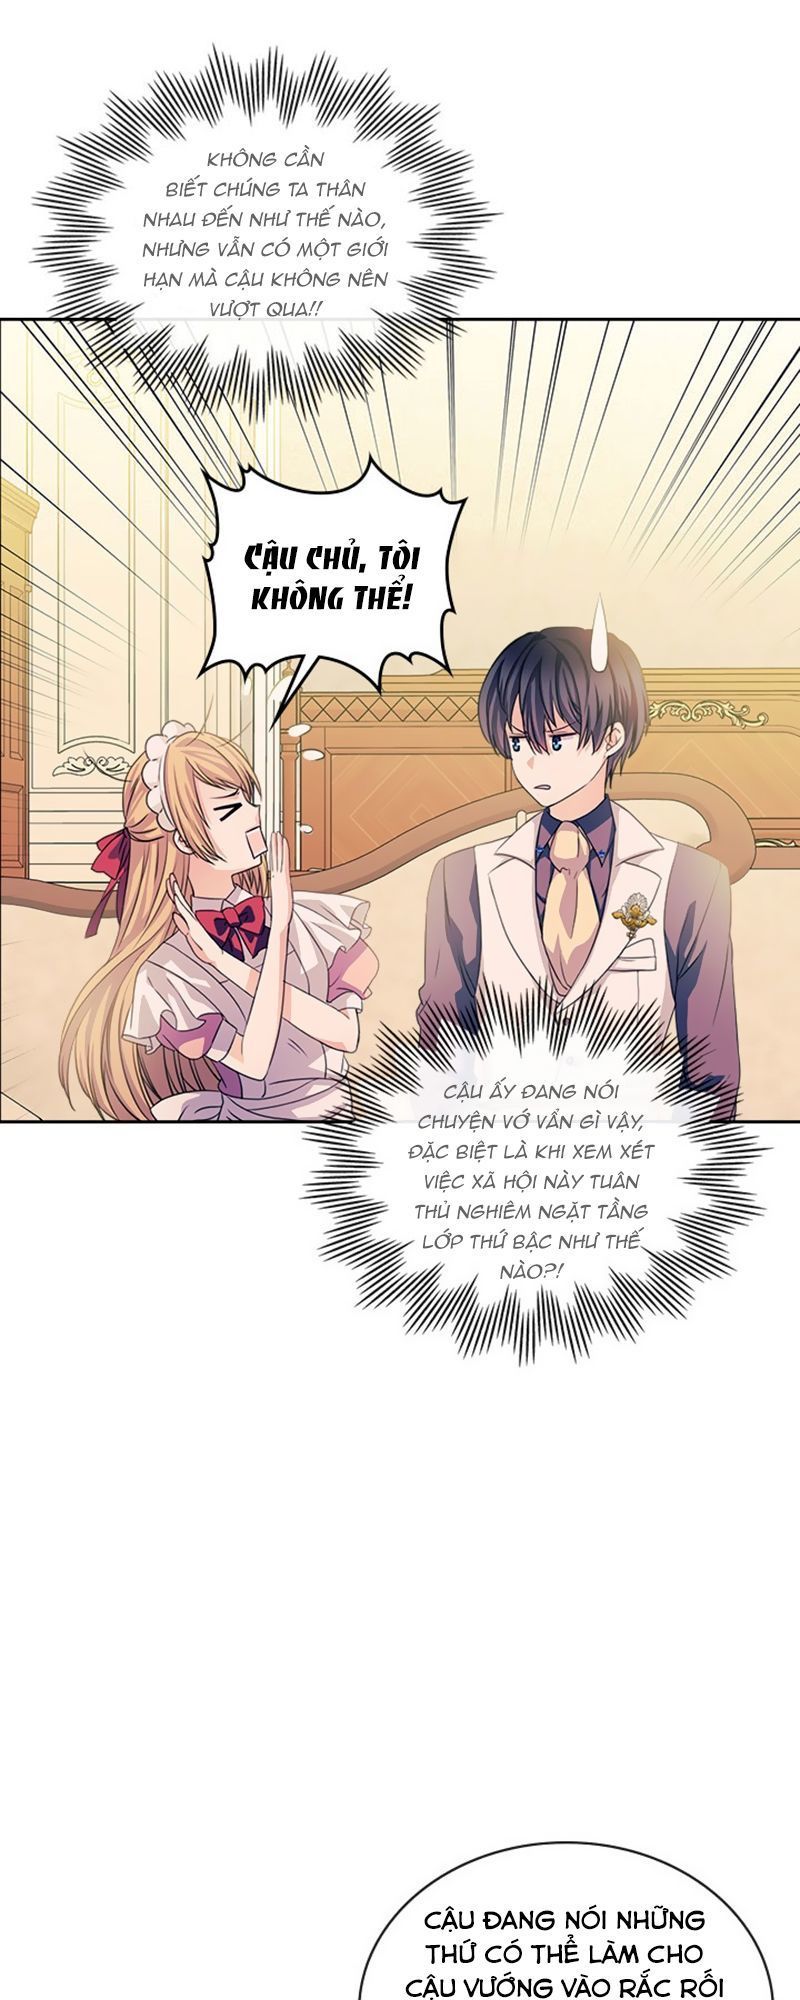 KHÔNG CẦN
BIẾT CHÚNG TA THÂN
NHAU ĐẾN NHƯ THẾ NÀO,
NHƯNG VẪN CÓ MỘT GIỚI
HẠN MÀ CẬU KHÔNG NÊN
VƯỢT QUA!!
CẬU CHỦ, TÔI
KHÔNG THỂ!
CẬU ẤY ĐANG NÓI
CHUYỆN VỚ VẨN GÌ VẬY,
ĐẶC BIỆT LÀ KHI XEM XÉT
VIỆC XÃ HỘI NÀY TUÂN
THỦ NGHIÊM NGẶT TẦNG
LỚP THỨ BẬC NHƯ THẾ
NÀO?!
CẬU ĐANG NÓI NHỮNG
THỨ CÓ THỂ LÀM CHO
CẬU VƯỚNG VÀO RẮC RỐI